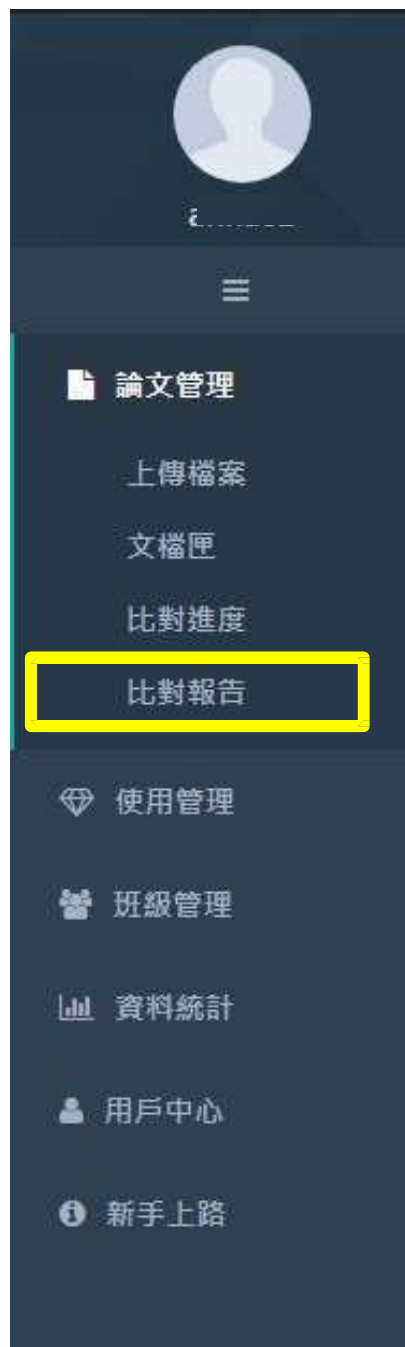 論文管理
上傳檔案
文檔匣
比對進度
比對報告
使用管理
班級管理
資料統計
用戶中心
新手上路